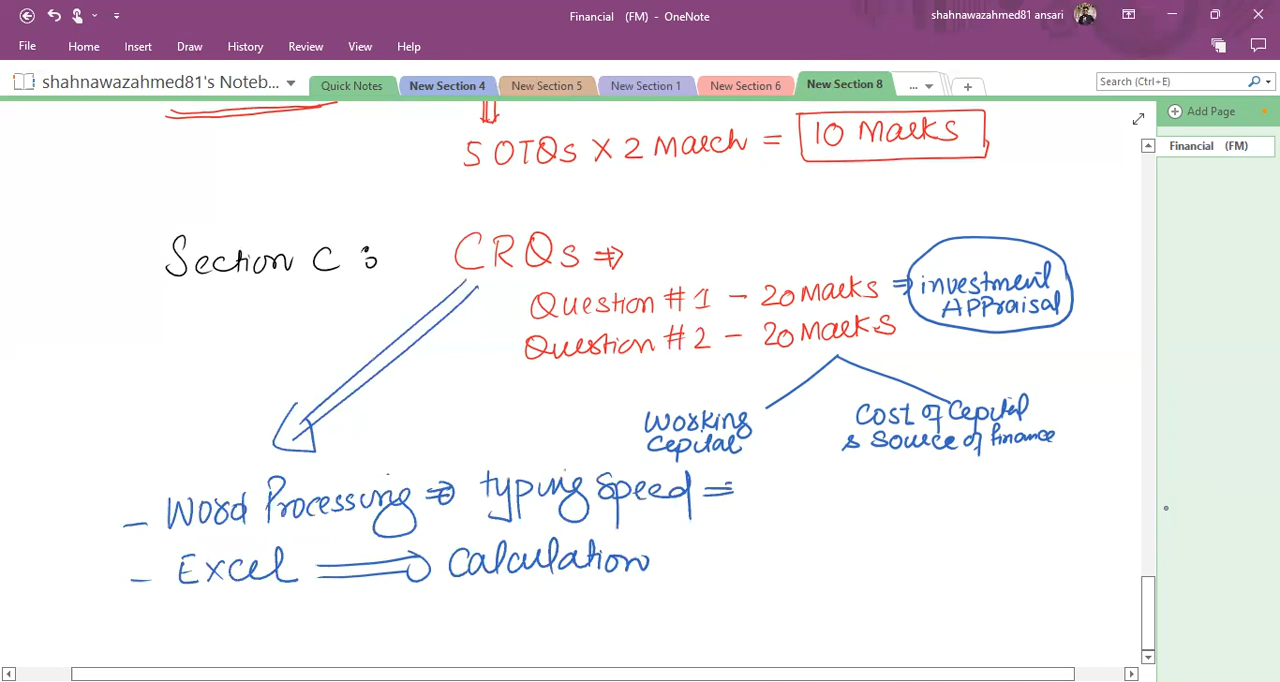 Financial (FM) - OneNote
shahnawazahmed81 ansari
File Home Insert Draw History Review View Help
shahnawazahmed81's Noteb...
Quick Notes New Section 4 New Section 5 New Section 1 New Section 6 New Section 8 ... +
Search (Ctrl+E)
Add Page
Financial (FM)
5 OTQs X 2 March = 10 Marks
Section C : CRQs ⇒
Question # 1 - 20 Marks ⇒ investment APPraisal
Question # 2 - 20 Marks
Working Cepital
Cost of Cepital & Source of finance
- Word Processing ⇒ typing Speed =
- Excel ⇒ Calculation